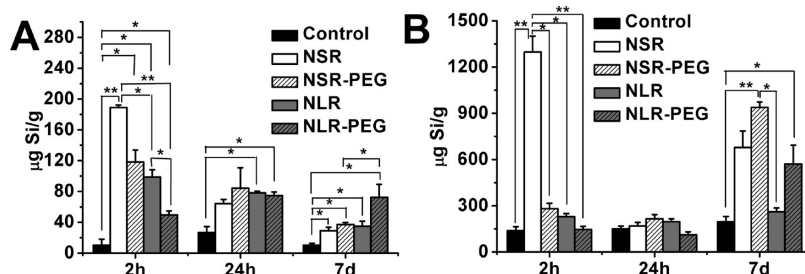 A
µg Si/g
280
240
200
160
120
80
40
0
Control
NSR
NSR-PEG
NLR
NLR-PEG
*
*
*
**
**
*
*
*
*
*
*
*
*
*
2h
24h
7d
B
µg Si/g
1500
1200
900
600
300
0
Control
NSR
NSR-PEG
NLR
NLR-PEG
**
*
**
*
*
**
*
2h
24h
7d